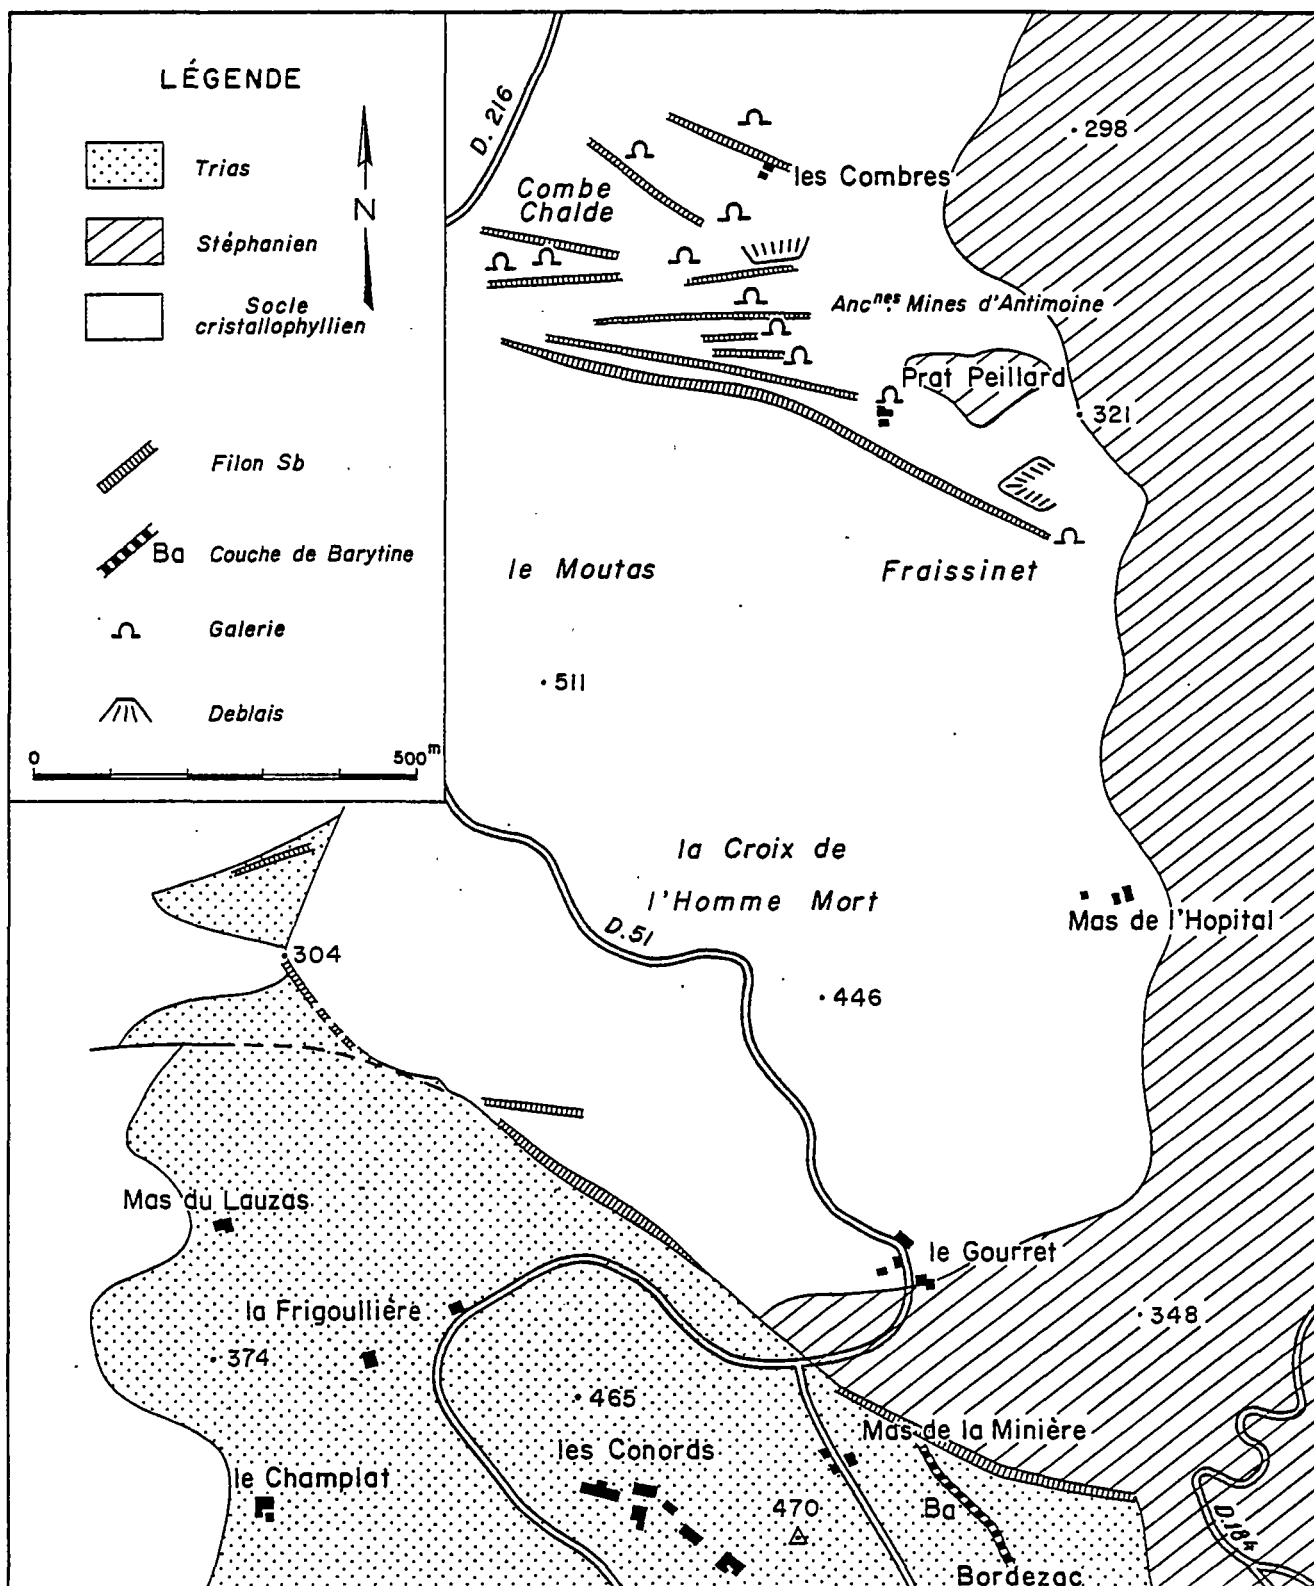 LÉGENDE
Trias
Stéphanien
Socle
cristallophyllien
N
Filon Sb
Ba Couche de Barytine
Galerie
Deblais
0 500m
D. 216
298
les Combres
Combe
Chalde
Ancnes. Mines d'Antimoine
Prat Peillard
321
le Moutas
Fraissinet
511
la Croix de
l'Homme Mort
D.51
Mas de l'Hopital
304
446
Mas du Lauzas
le Gourret
la Frigoullière
348
374
465
Mas de la Minière
les Conords
le Champlat
470
Ba
D.184
Bordezac